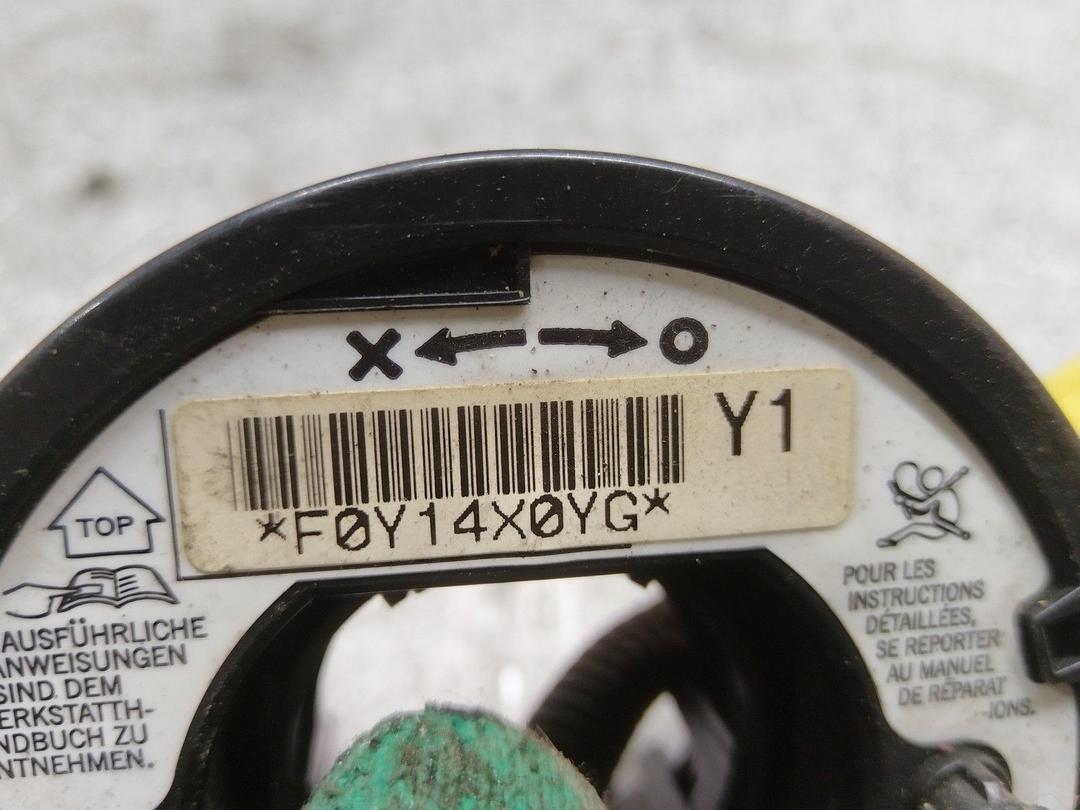 Y1
*F0Y14X0YG*
TOP
AUSFÜHRLICHE
ANWEISUNGEN
SIND DEM
ERKSTATTH-
NDBUCH ZU
NTNEHMEN.
POUR LES
INSTRUCTIONS
DÉTAILLÉES,
SE REPORTER
AU MANUEL
DE RÉPARAT
-IONS.